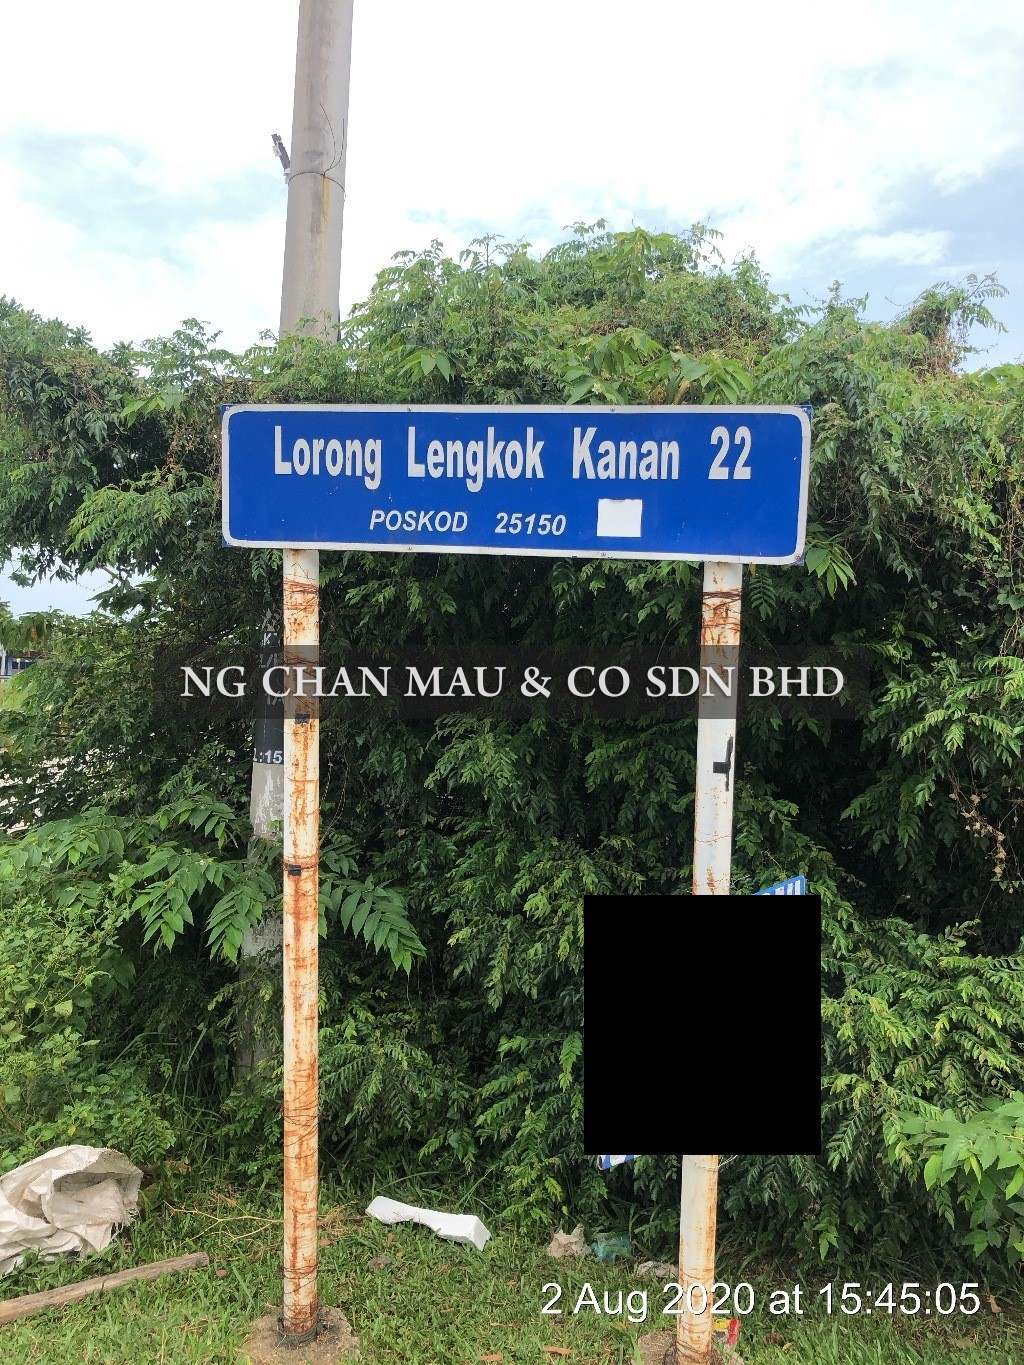 Lorong Lengkok Kanan 22
POSKOD 25150
NG CHAN MAU & CO SDN BHD
:15
2 Aug 2020 at 15:45:05